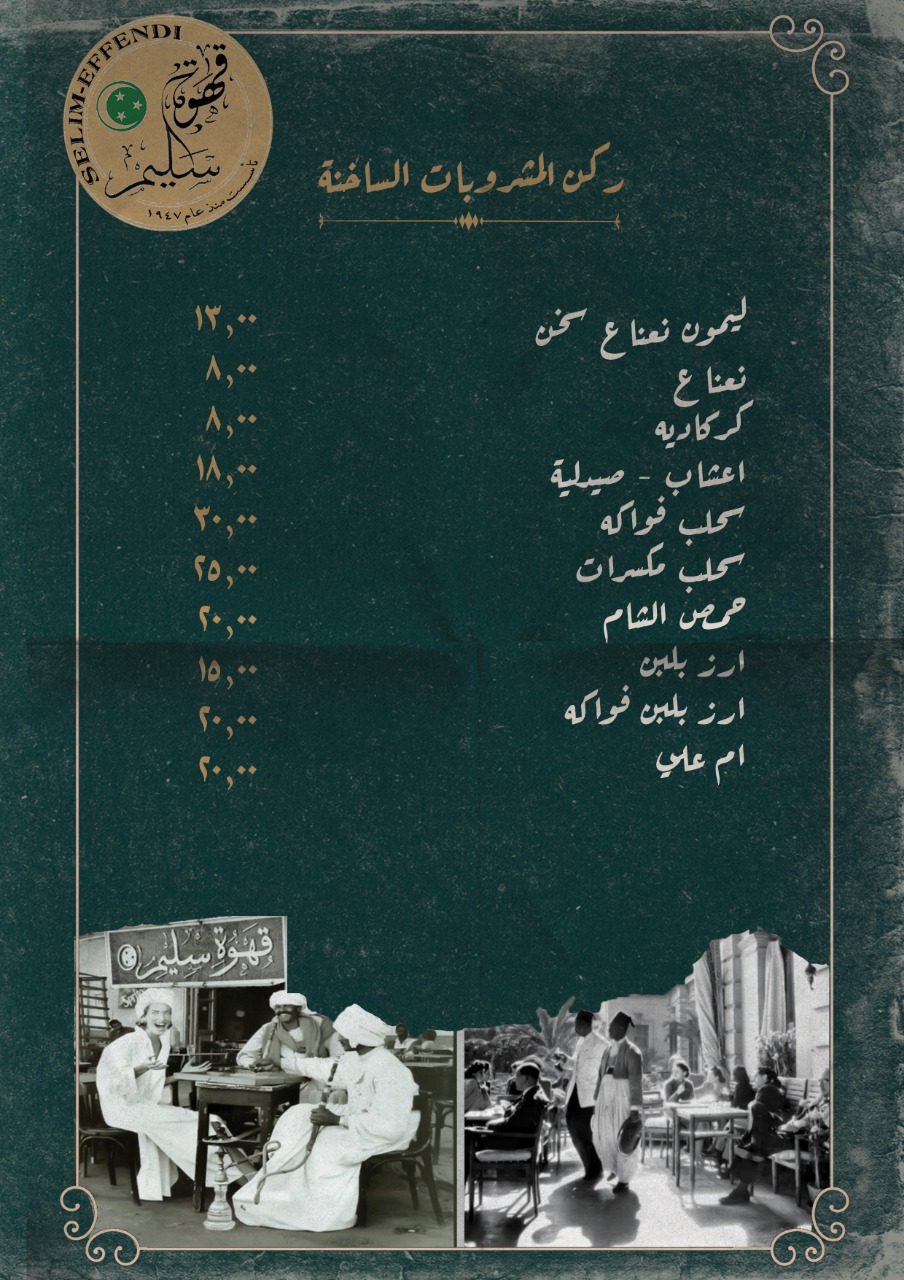 SELIM-EFFENDI
قهوة
سليم
تأسست منذ عام ١٩٤٧
ركن المشروبات الساخنة
ليمون نعناع سخن ١٣,٠٠
نعناع ٨,٠٠
كركاديه ٨,٠٠
اعشاب - صيدلية ١٨,٠٠
سحلب فواكه ٣٠,٠٠
سحلب مكسرات ٢٥,٠٠
حمص الشام ٢٠,٠٠
ارز بلبن ١٥,٠٠
ارز بلبن فواكه ٢٠,٠٠
ام علي ٢٠,٠٠
قهوة سليم